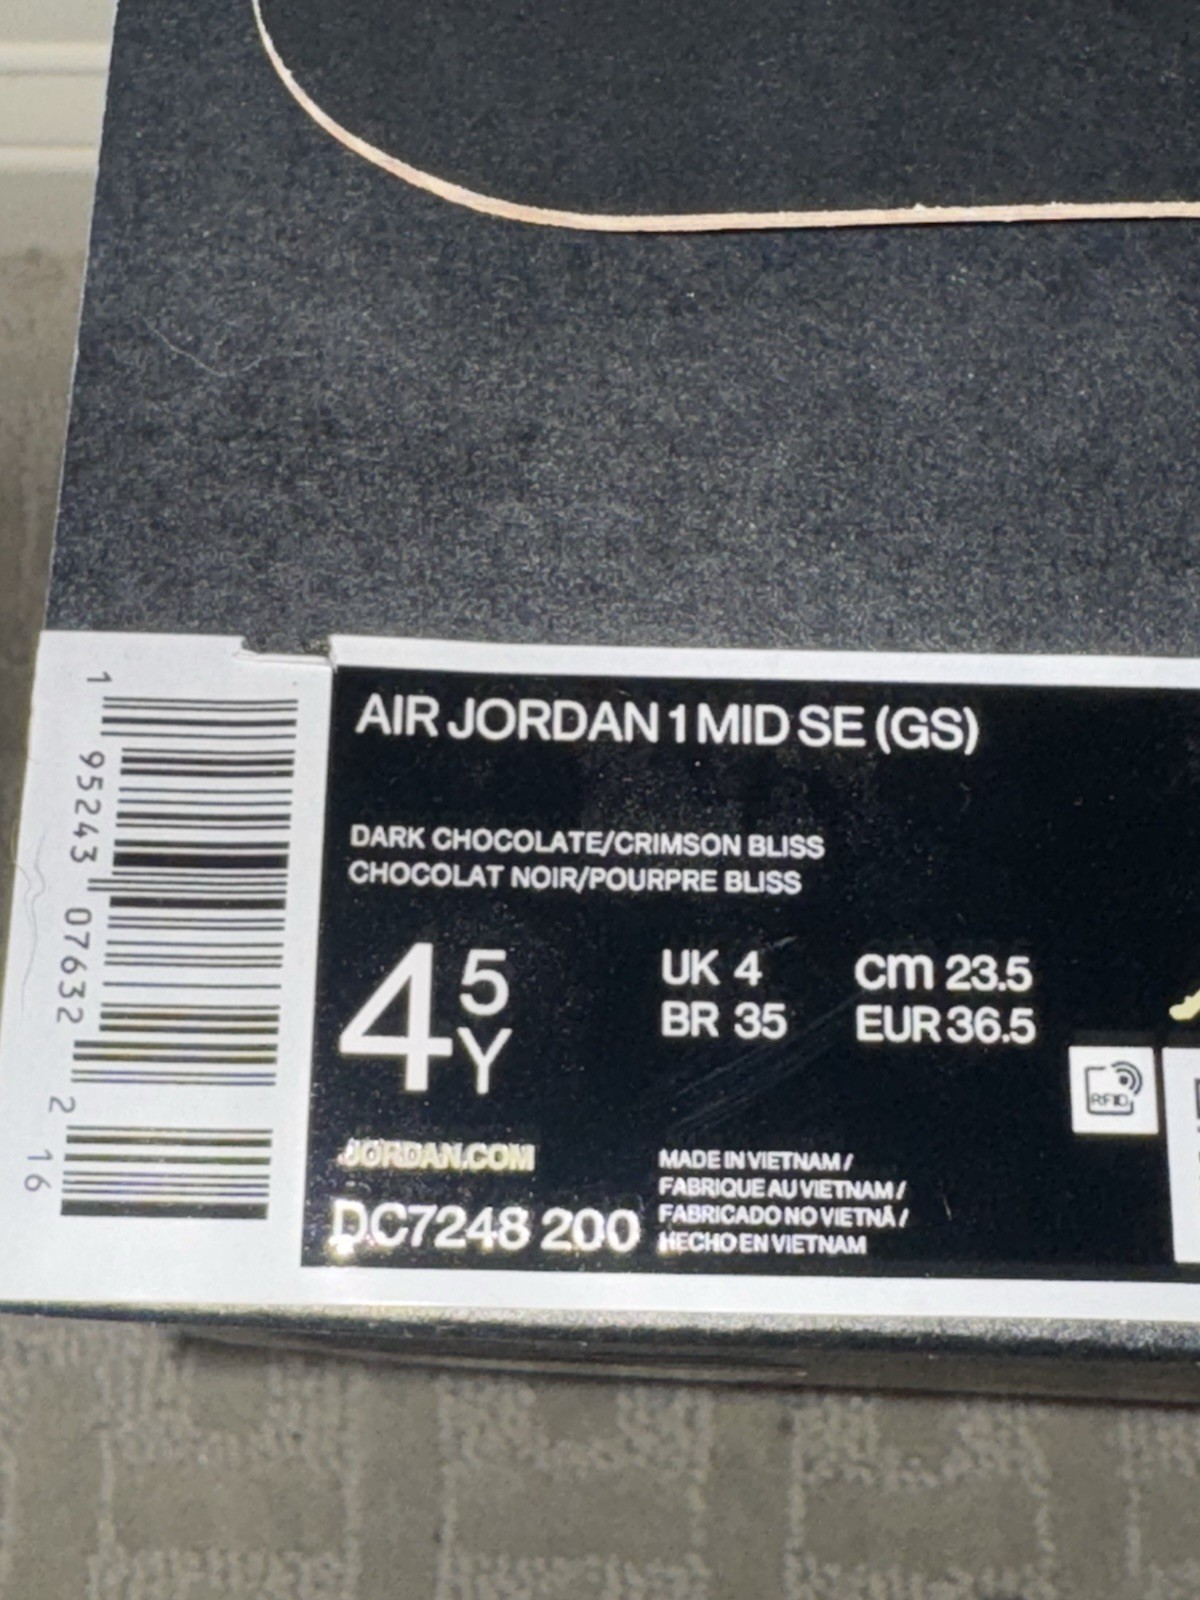 1 95243 07632 2 16
AIR JORDAN 1 MID SE (GS)
DARK CHOCOLATE/CRIMSON BLISS
CHOCOLAT NOIR/POURPRE BLISS
4 5 Y
UK 4
BR 35
cm 23.5
EUR 36.5
RFID
JORDAN.COM
DC7248 200
MADE IN VIETNAM /
FABRIQUE AU VIETNAM /
FABRICADO NO VIETNÃ /
HECHO EN VIETNAM